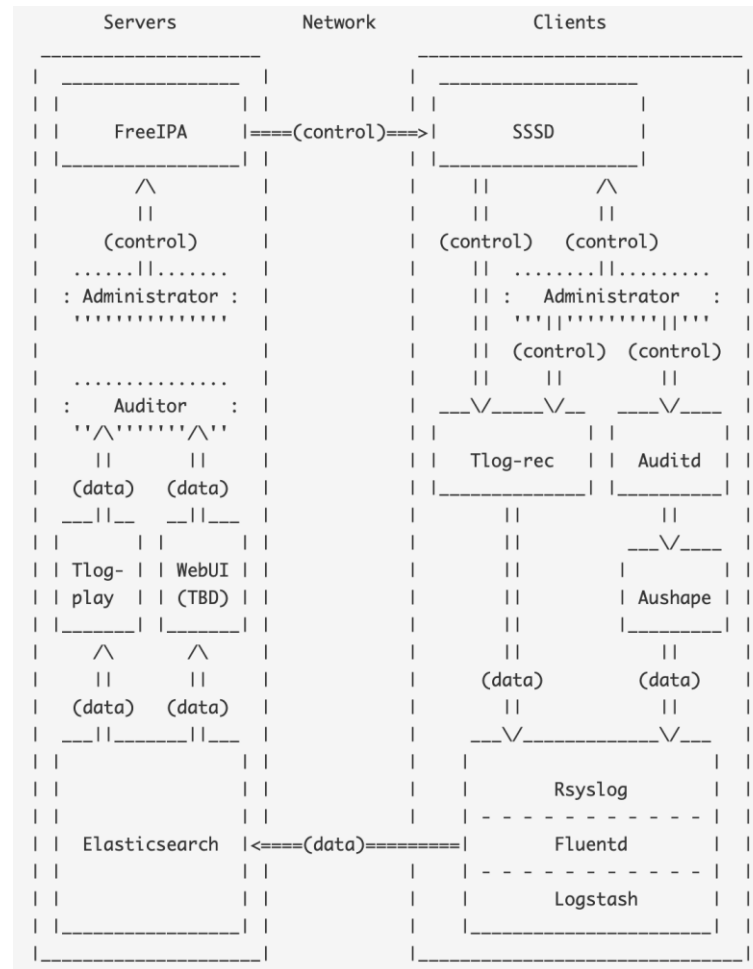 Servers Network Clients
FreeIPA ====(control)===> SSSD
(control) (control) (control)
Administrator : Administrator :
(control) (control)
: Auditor :
Tlog-rec Auditd
(data) (data)
Tlog- WebUI
play (TBD) Aushape
(data) (data)
(data) (data)
Rsyslog
Elasticsearch <====(data)========= Fluentd
Logstash